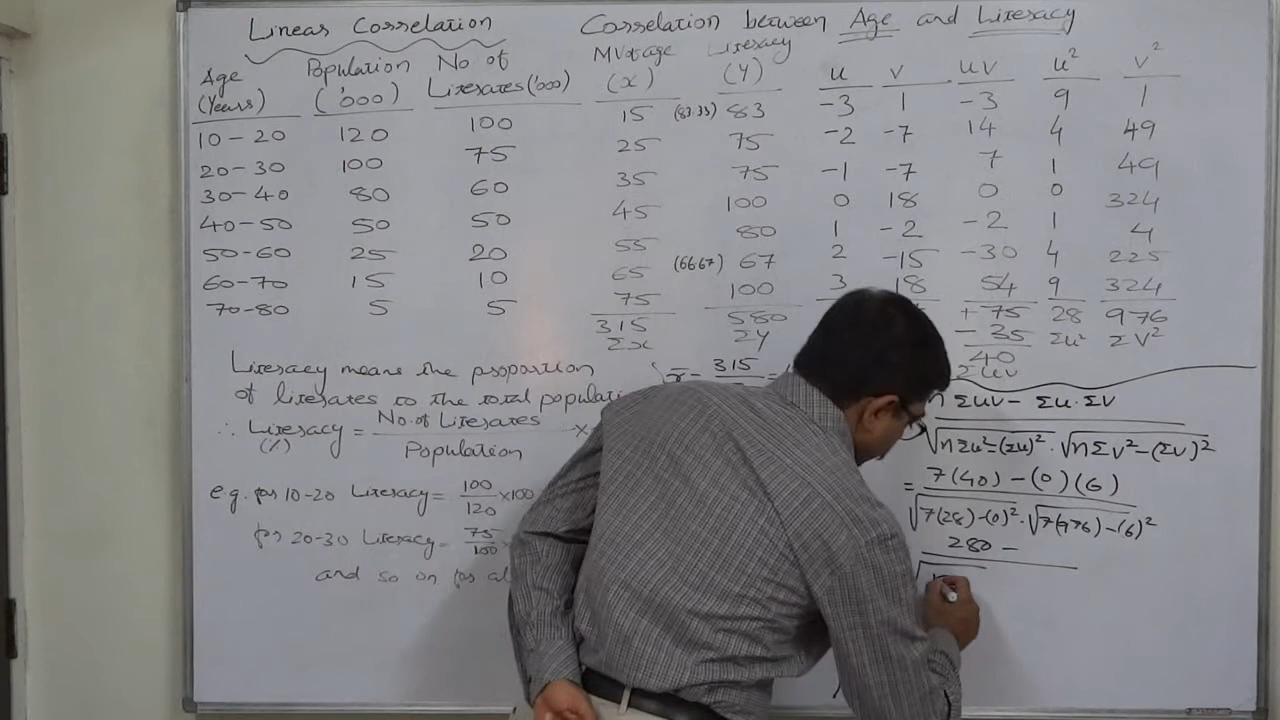 Linear Correlation Correlation between Age and Literacy
Age (Years) Population ('000) No of Literates ('000) MV of age (x) Literacy (y) u v uv u² v²
10-20 120 100 15 (83.33) 83 -3 1 -3 9 1
20-30 100 75 25 75 -2 -7 14 4 49
30-40 80 60 35 75 -1 -7 7 1 49
40-50 50 50 45 100 0 18 0 0 324
50-60 25 20 55 80 1 -2 -2 1 4
60-70 15 10 65 (66.67) 67 2 -15 -30 4 225
70-80 5 5 75 100 3 18 54 9 324
315 580 +75 28 976
Σx Σy -35 Σu² Σv²
40
Σuv
Literacy means the proportion
of literates to the total
∴ Literacy (%) = No. of Literates / Population ×
e.g. for 10-20 Literacy = 100/120 × 100
for 20-30 Literacy = 75/100
and so on for
x̄ = 315
n Σuv - Σu.Σv
√nΣu²-(Σu)² . √nΣv²-(Σv)²
= 7(40) - (0)(6)
√7(28)-(0)² . √7(976)-(6)²
280 -
√